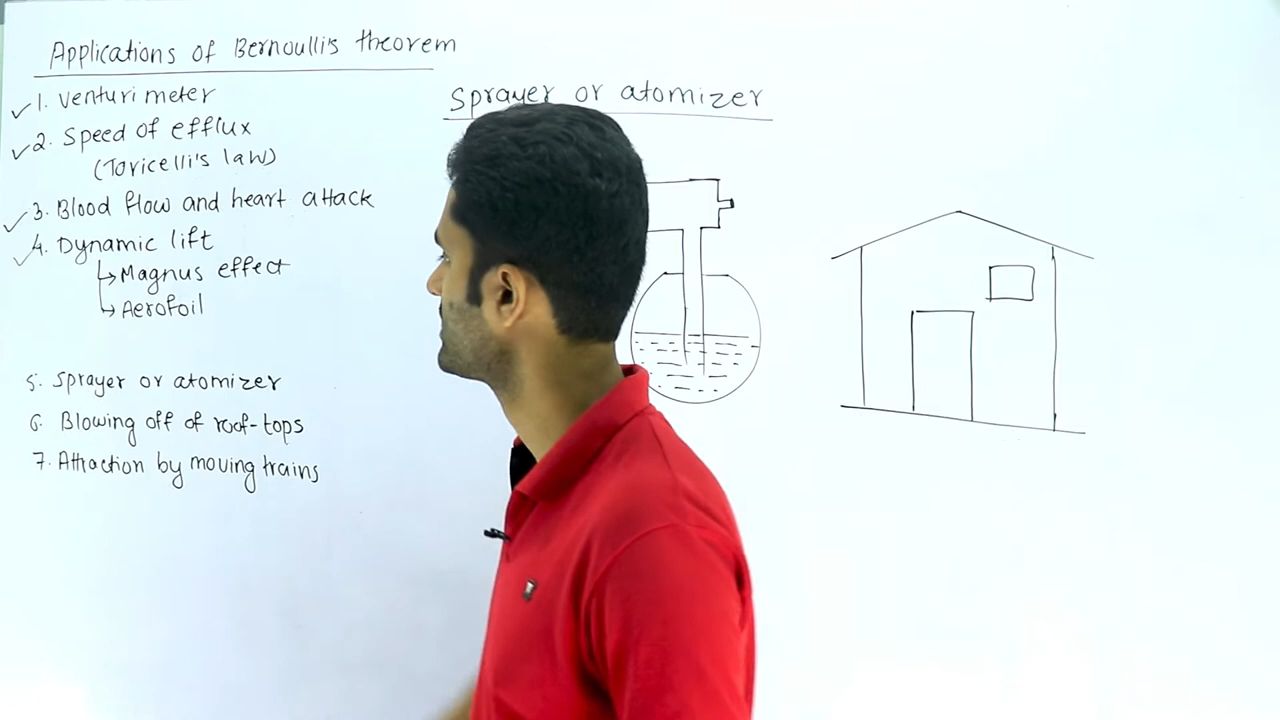 Applications of Bernoulli's theorem
1. Venturi meter
2. Speed of efflux
(Toricelli's law)
3. Blood flow and heart attack
4. Dynamic lift
↳ Magnus effect
↳ Aerofoil
5. Sprayer or atomizer
6. Blowing off of roof-tops
7. Attraction by moving trains
Sprayer or atomizer